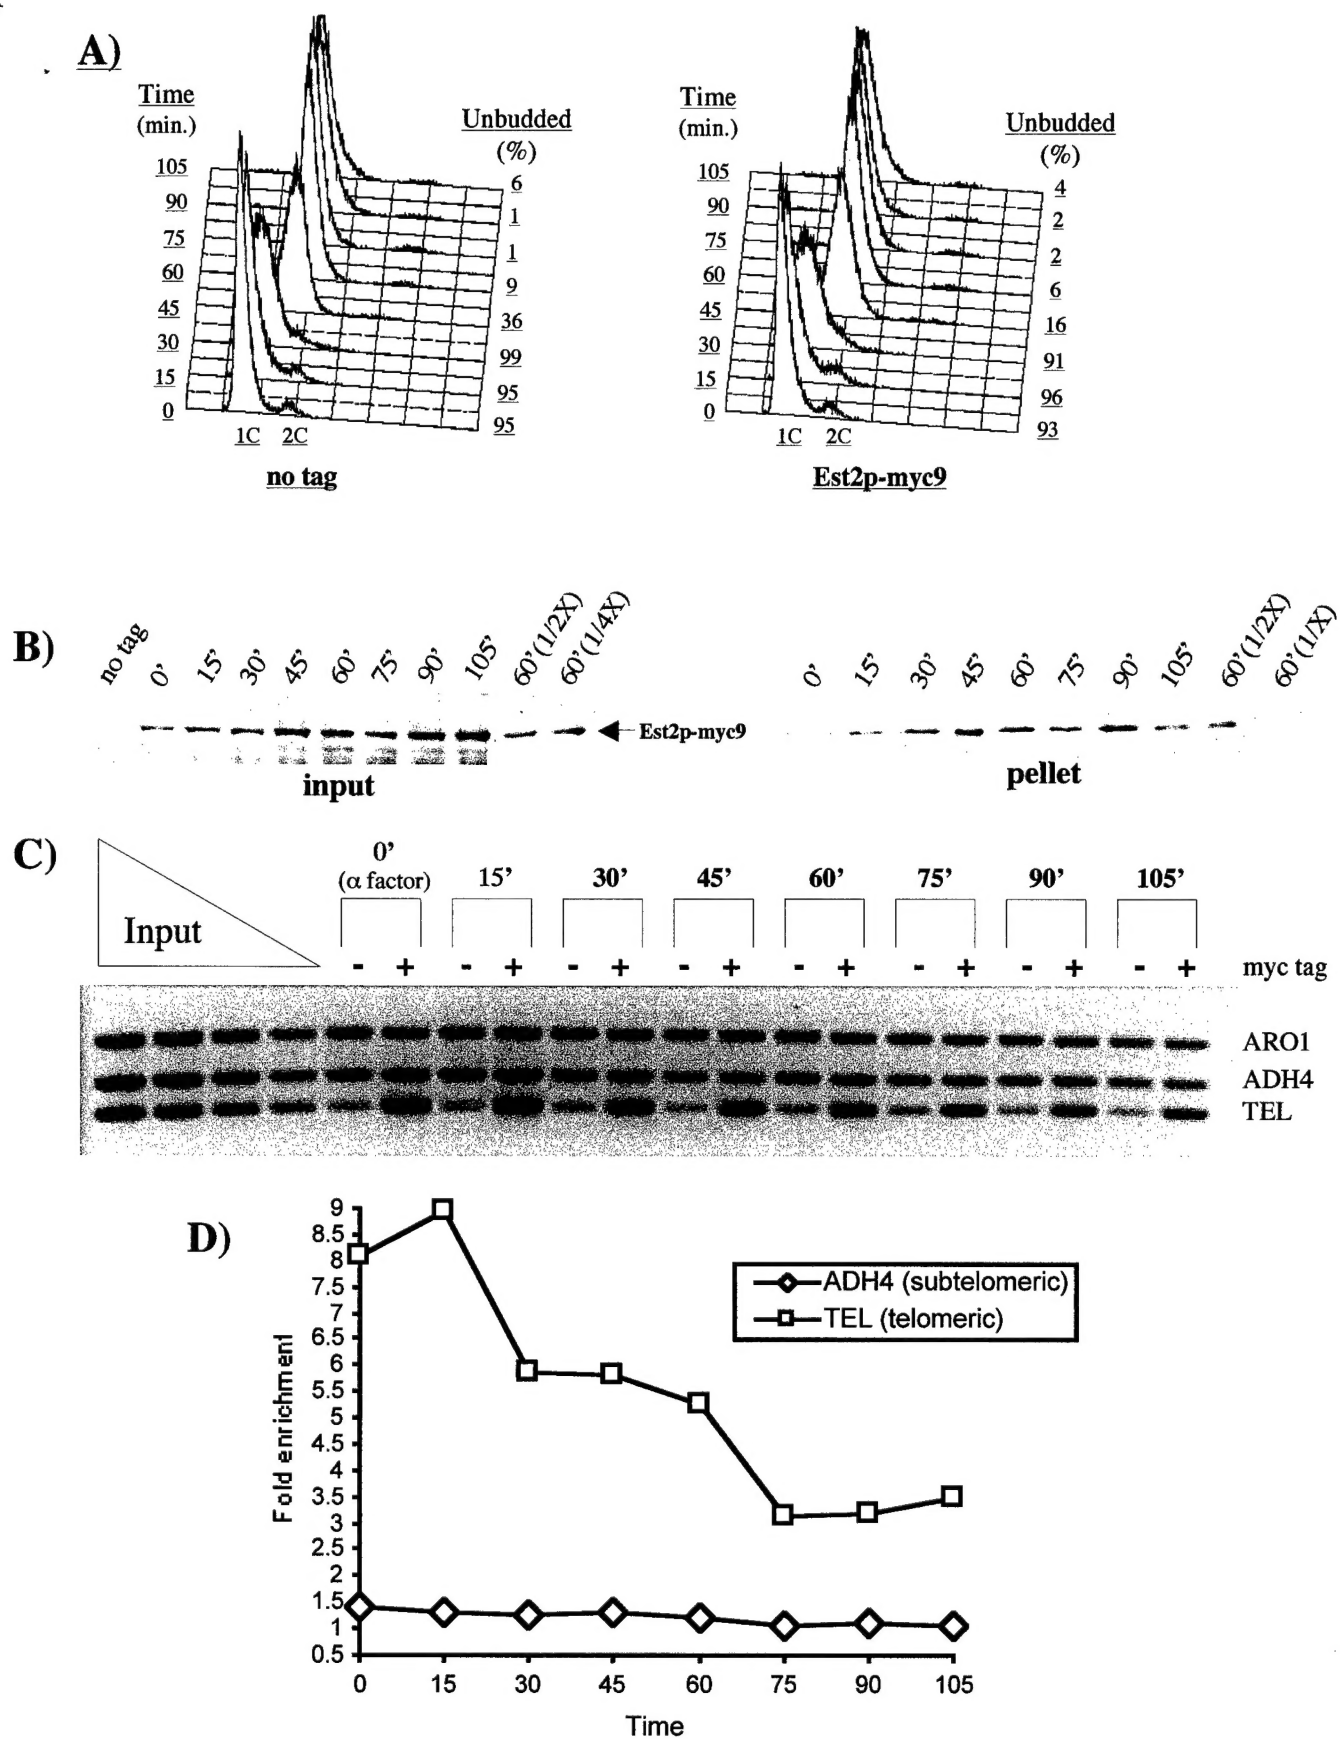 A)
Time
(min.)
105
90
75
60
45
30
15
0
Unbudded
(%)
6
1
1
9
36
99
95
95
1C 2C
no tag
Time
(min.)
105
90
75
60
45
30
15
0
Unbudded
(%)
4
2
2
6
16
91
96
93
1C 2C
Est2p-myc9
B)
no tag 0' 15' 30' 45' 60' 75' 90' 105' 60' (1/2X) 60' (1/4X)
0' 15' 30' 45' 60' 75' 90' 105' 60' (1/2X) 60' (1/X)
Est2p-myc9
input
pellet
C)
Input
0'
(α factor)
15' 30' 45' 60' 75' 90' 105'
- + - + - + - + - + - + - + - + myc tag
ARO1
ADH4
TEL
D)
Fold enrichment
9
8.5
8
7.5
7
6.5
6
5.5
5
4.5
4
3.5
3
2.5
2
1.5
1
0.5
ADH4 (subtelomeric)
TEL (telomeric)
0 15 30 45 60 75 90 105
Time